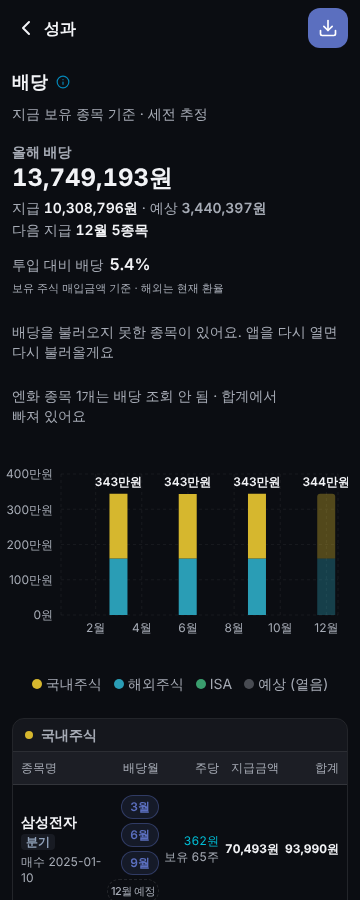 성과
배당
지금 보유 종목 기준 · 세전 추정
올해 배당
13,749,193원
지급 10,308,796원 · 예상 3,440,397원
다음 지급 12월 5종목
투입 대비 배당 5.4%
보유 주식 매입금액 기준 · 해외는 현재 환율
배당을 불러오지 못한 종목이 있어요. 앱을 다시 열면
다시 불러올게요
엔화 종목 1개는 배당 조회 안 됨 · 합계에서
빠져 있어요
400만원
343만원 343만원 343만원 344만원
300만원
200만원
100만원
0원
2월 4월 6월 8월 10월 12월
국내주식 해외주식 ISA 예상 (옅음)
국내주식
종목명 배당월 주당 지급금액 합계
삼성전자
분기
매수 2025-01-
10
3월
6월
9월
12월 예정
362원
보유 65주
70,493원 93,990원